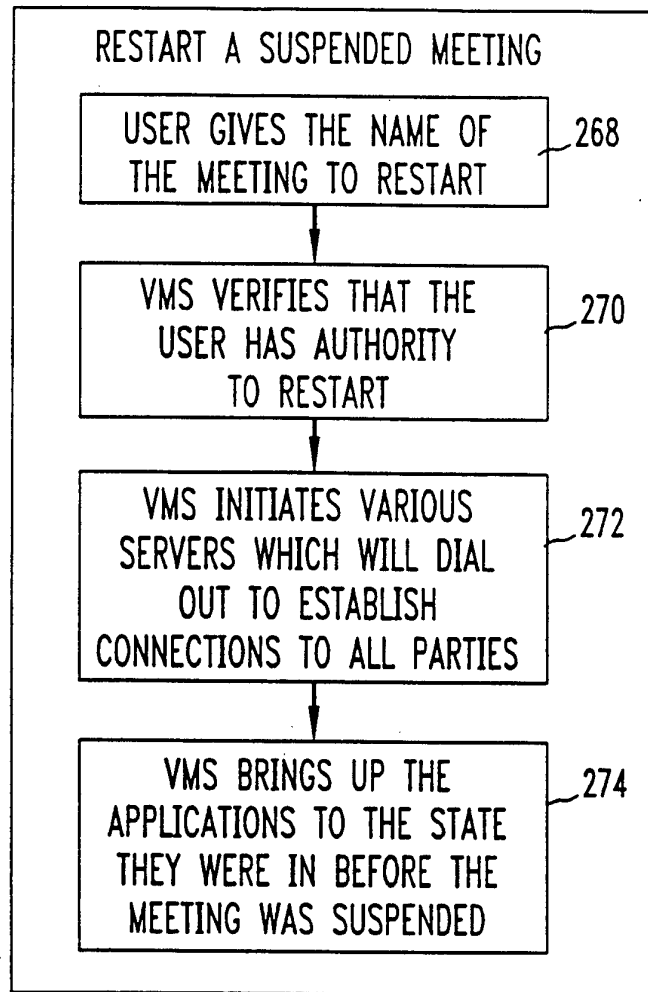 RESTART A SUSPENDED MEETING
USER GIVES THE NAME OF
THE MEETING TO RESTART
268
VMS VERIFIES THAT THE
USER HAS AUTHORITY
TO RESTART
270
VMS INITIATES VARIOUS
SERVERS WHICH WILL DIAL
OUT TO ESTABLISH
CONNECTIONS TO ALL PARTIES
272
VMS BRINGS UP THE
APPLICATIONS TO THE STATE
THEY WERE IN BEFORE THE
MEETING WAS SUSPENDED
274